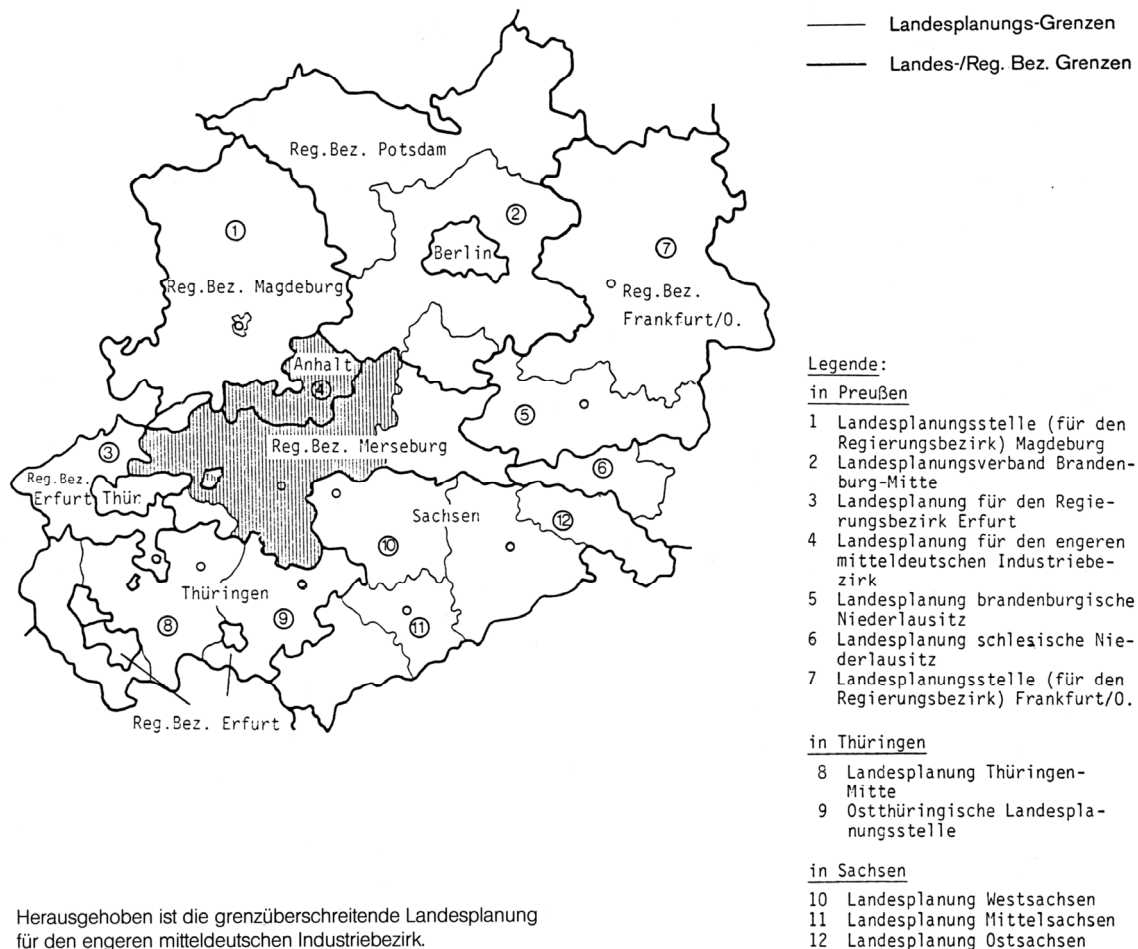 Landesplanungs-Grenzen
Landes-/Reg. Bez. Grenzen
Reg.Bez. Potsdam
2
1
Berlin
7
Reg.Bez. Magdeburg
Reg.Bez.
Frankfurt/O.
Anhalt
4
5
3
Reg.Bez. Merseburg
6
Reg.Bez.
Erfurt
Thür.
Th.
Sachsen
12
10
Thüringen
8
9
11
Reg.Bez. Erfurt
Legende:
in Preußen
1 Landesplanungsstelle (für den
Regierungsbezirk) Magdeburg
2 Landesplanungsverband Branden-
burg-Mitte
3 Landesplanung für den Regie-
rungsbezirk Erfurt
4 Landesplanung für den engeren
mitteldeutschen Industriebe-
zirk
5 Landesplanung brandenburgische
Niederlausitz
6 Landesplanung schlesische Nie-
derlausitz
7 Landesplanungsstelle (für den
Regierungsbezirk) Frankfurt/O.
in Thüringen
8 Landesplanung Thüringen-
Mitte
9 Ostthüringische Landespla-
nungsstelle
in Sachsen
10 Landesplanung Westsachsen
11 Landesplanung Mittelsachsen
12 Landesplanung Ostsachsen
Herausgehoben ist die grenzüberschreitende Landesplanung
für den engeren mitteldeutschen Industriebezirk.